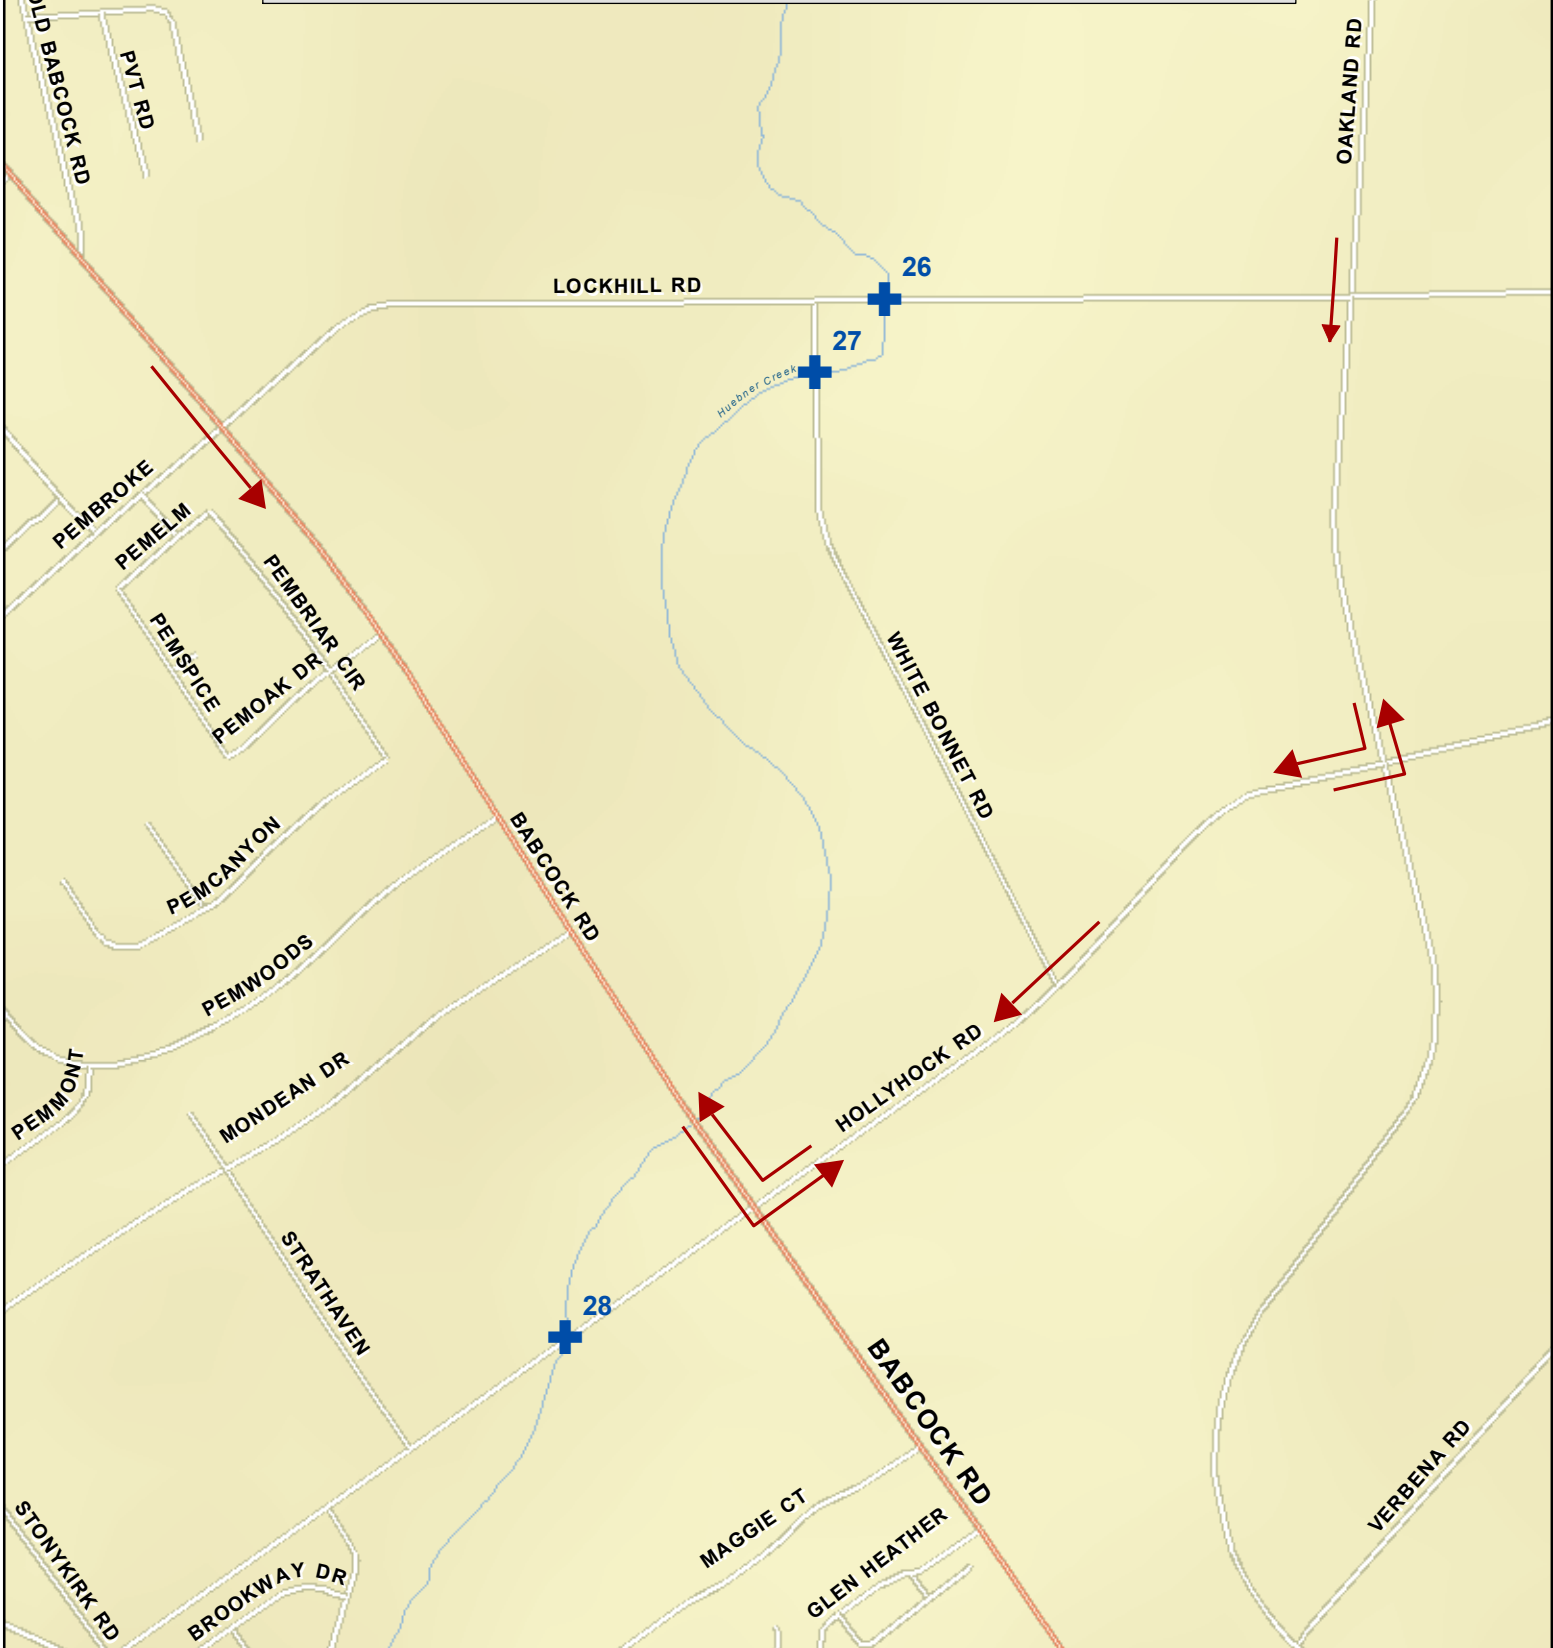 OLD BABCOCK RD
PVT RD
OAKLAND RD
26
LOCKHILL RD
27
Huebner Creek
PEMBROKE
PEMELM
PEMBRIAR CIR
PEMSPICE
PEMOAK DR
WHITE BONNET RD
BABCOCK RD
PEMCANYON
PEMWOODS
HOLLYHOCK RD
PEMMONT
MONDEAN DR
STRATHAVEN
28
BABCOCK RD
VERBENA RD
MAGGIE CT
GLEN HEATHER
STONYKIRK RD
BROOKWAY DR